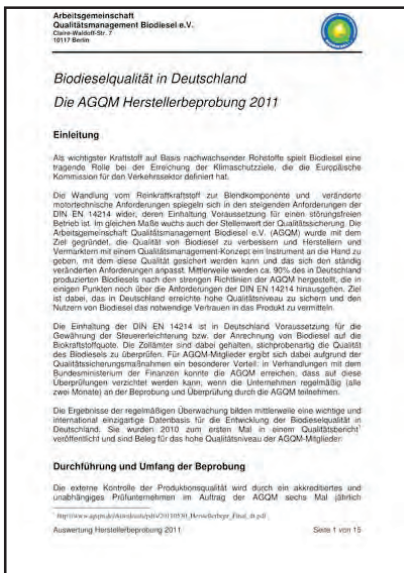 Arbeitsgemeinschaft
Qualitätsmanagement Biodiesel e.V.
Claire-Waldoff-Str. 7
10117 Berlin
Biodieselqualität in Deutschland
Die AGQM Herstellerbeprobung 2011
Einleitung
Als wichtigster Kraftstoff auf Basis nachwachsender Rohstoffe spielt Biodiesel eine
tragende Rolle bei der Erreichung der Klimaschutzziele, die die Europäische
Kommission für den Verkehrssektor definiert hat.
Die Wandlung vom Reinkraftkraftstoff zur Blendkomponente und veränderte
motortechnische Anforderungen spiegeln sich in den steigenden Anforderungen der
DIN EN 14214 wider, deren Einhaltung Voraussetzung für einen störungsfreien
Betrieb ist. Im gleichen Maße wuchs auch der Stellenwert der Qualitätssicherung. Die
Arbeitsgemeinschaft Qualitätsmanagement Biodiesel e.V. (AGQM) wurde mit dem
Ziel gegründet, die Qualität von Biodiesel zu verbessern und Herstellern und
Vermarktern mit einem Qualitätsmanagement-Konzept ein Instrument an die Hand zu
geben, mit dem diese Qualität gesichert werden kann und das sich den ständig
veränderten Anforderungen anpasst. Mittlerweile werden ca. 90% des in Deutschland
produzierten Biodiesels nach den strengen Richtlinien der AGQM hergestellt, die in
einigen Punkten noch über die Anforderungen der DIN EN 14214 hinausgehen. Ziel
ist dabei, das in Deutschland erreichte hohe Qualitätsniveau zu sichern und den
Nutzern von Biodiesel das notwendige Vertrauen in das Produkt zu vermitteln.
Die Einhaltung der DIN EN 14214 ist in Deutschland Voraussetzung für die
Gewährung der Steuererleichterung bzw. der Anrechnung von Biodiesel auf die
Biokraftstoffquote. Die Zollämter sind dabei gehalten, stichprobenartig die Qualität
des Biodiesels zu überprüfen. Für AGQM-Mitglieder ergibt sich dabei aufgrund der
Qualitätssicherungsmaßnahmen ein besonderer Vorteil: in Verhandlungen mit dem
Bundesministerium der Finanzen konnte die AGQM erreichen, dass auf diese
Überprüfungen verzichtet werden kann, wenn die Unternehmen regelmäßig (alle
zwei Monate) an der Beprobung und Überprüfung durch die AGQM teilnehmen.
Die Ergebnisse der regelmäßigen Überwachung bilden mittlerweile eine wichtige und
international einzigartige Datenbasis für die Entwicklung der Biodieselqualität in
Deutschland. Sie wurden 2010 zum ersten Mal in einem Qualitätsbericht¹
veröffentlicht und sind Beleg für das hohe Qualitätsniveau der AGQM-Mitglieder.
Durchführung und Umfang der Beprobung
Die externe Kontrolle der Produktionsqualität wird durch ein akkreditiertes und
unabhängiges Prüfunternehmen im Auftrag der AGQM sechs Mal jährlich
Auswertung Herstellerbeprobung 2011 Seite 1 von 15